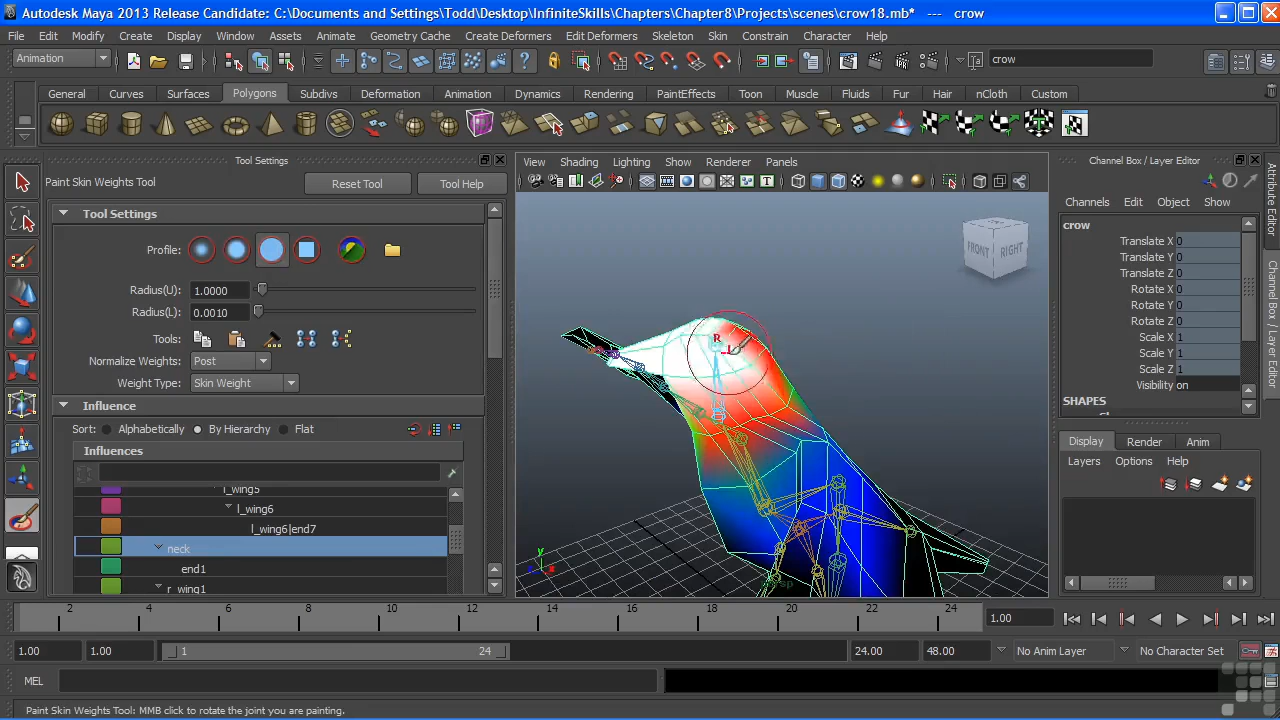 Autodesk Maya 2013 Release Candidate: C:\Documents and Settings\Todd\Desktop\InfiniteSkills\Chapters\Chapter8\Projects\scenes\crow18.mb* --- crow
File Edit Modify Create Display Window Assets Animate Geometry Cache Create Deformers Edit Deformers Skeleton Skin Constrain Character Help
Animation crow
General Curves Surfaces Polygons Subdivs Deformation Animation Dynamics Rendering PaintEffects Toon Muscle Fluids Fur Hair nCloth Custom
Tool Settings
Paint Skin Weights Tool Reset Tool Tool Help
Tool Settings
Profile:
Radius(U): 1.0000
Radius(L): 0.0010
Tools:
Normalize Weights: Post
Weight Type: Skin Weight
Influence
Sort: Alphabetically By Hierarchy Flat
Influences
l_wing5
l_wing6
l_wing6|end7
neck
end1
r_wing1
View Shading Lighting Show Renderer Panels
FRONT RIGHT
R
y
z x
Channel Box / Layer Editor
Channels Edit Object Show
crow
Translate X 0
Translate Y 0
Translate Z 0
Rotate X 0
Rotate Y 0
Rotate Z 0
Scale X 1
Scale Y 1
Scale Z 1
Visibility on
SHAPES
Display Render Anim
Layers Options Help
Attribute Editor
Channel Box / Layer Editor
2 4 6 8 10 12 14 16 18 20 22 24 1.00
1.00 1.00 1 24 24.00 48.00 No Anim Layer No Character Set
MEL
Paint Skin Weights Tool: MMB click to rotate the joint you are painting.